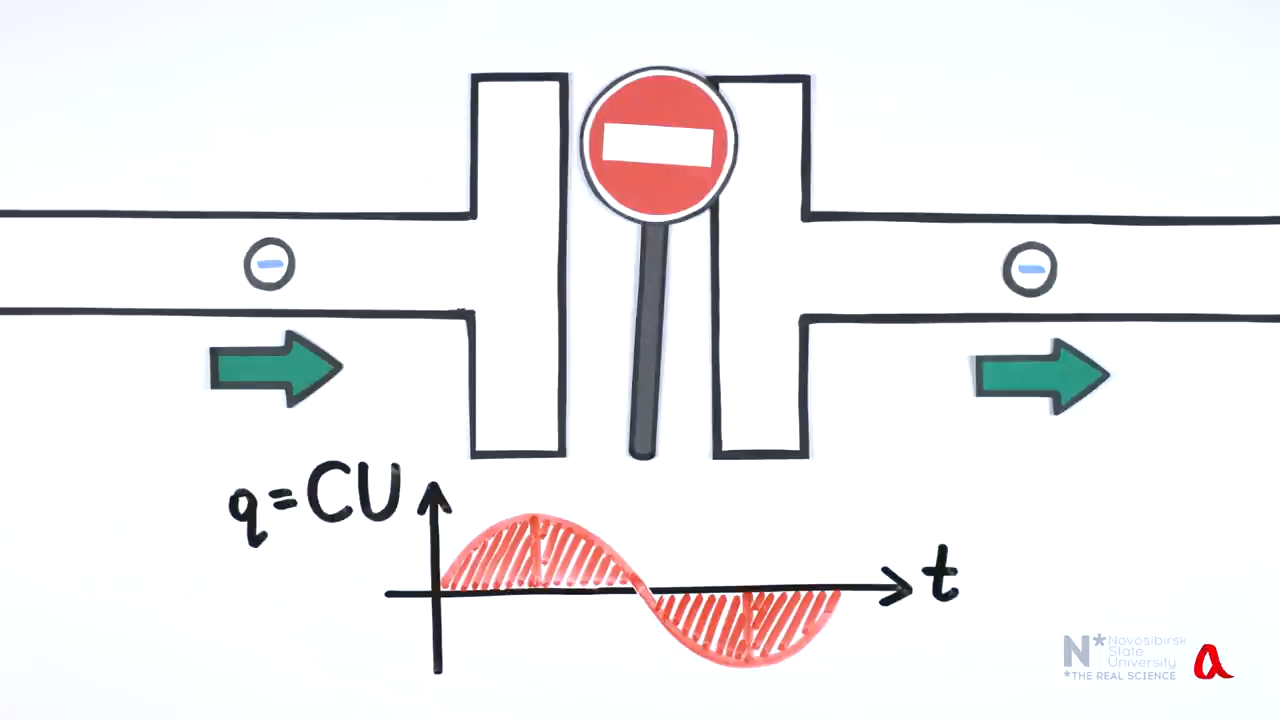 q=CU
t
N* Novosibirsk
State
University
*THE REAL SCIENCE
a